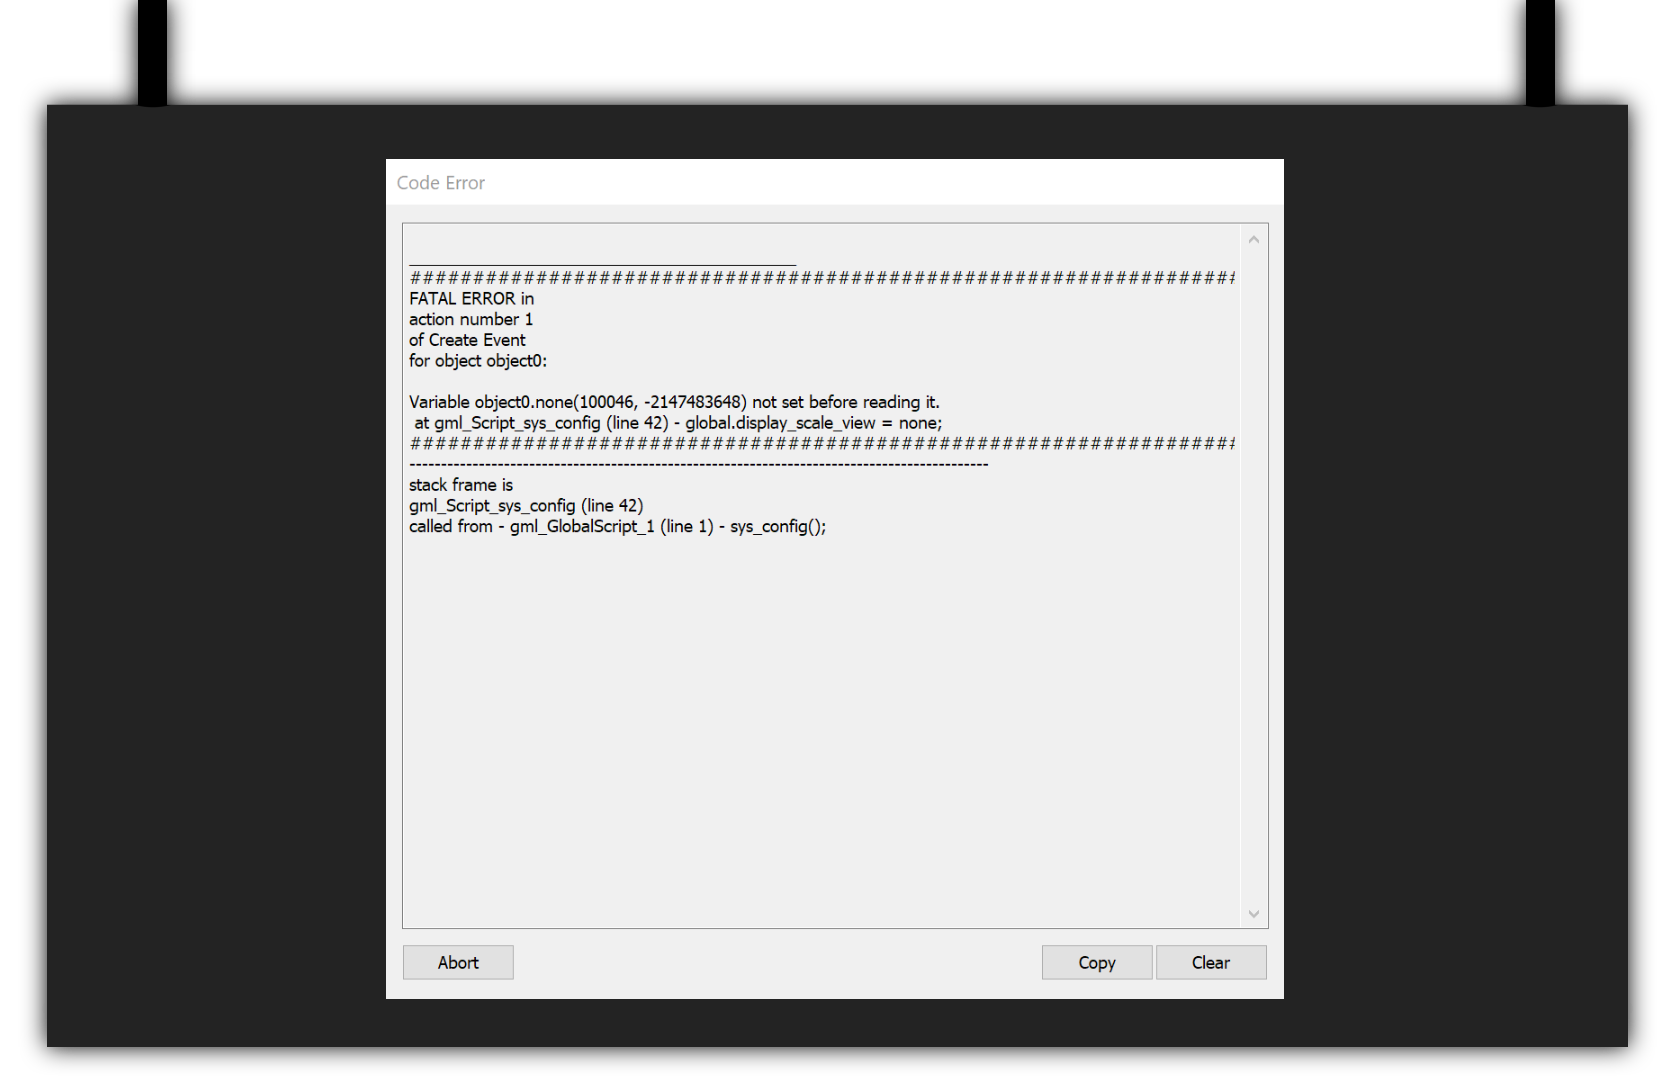 Code Error
____________________________________________
##################################################################
FATAL ERROR in
action number 1
of Create Event
for object object0:
Variable object0.none(100046, -2147483648) not set before reading it.
at gml_Script_sys_config (line 42) - global.display_scale_view = none;
##################################################################
--------------------------------------------------------------------------------------------
stack frame is
gml_Script_sys_config (line 42)
called from - gml_GlobalScript_1 (line 1) - sys_config();
Abort
Copy
Clear